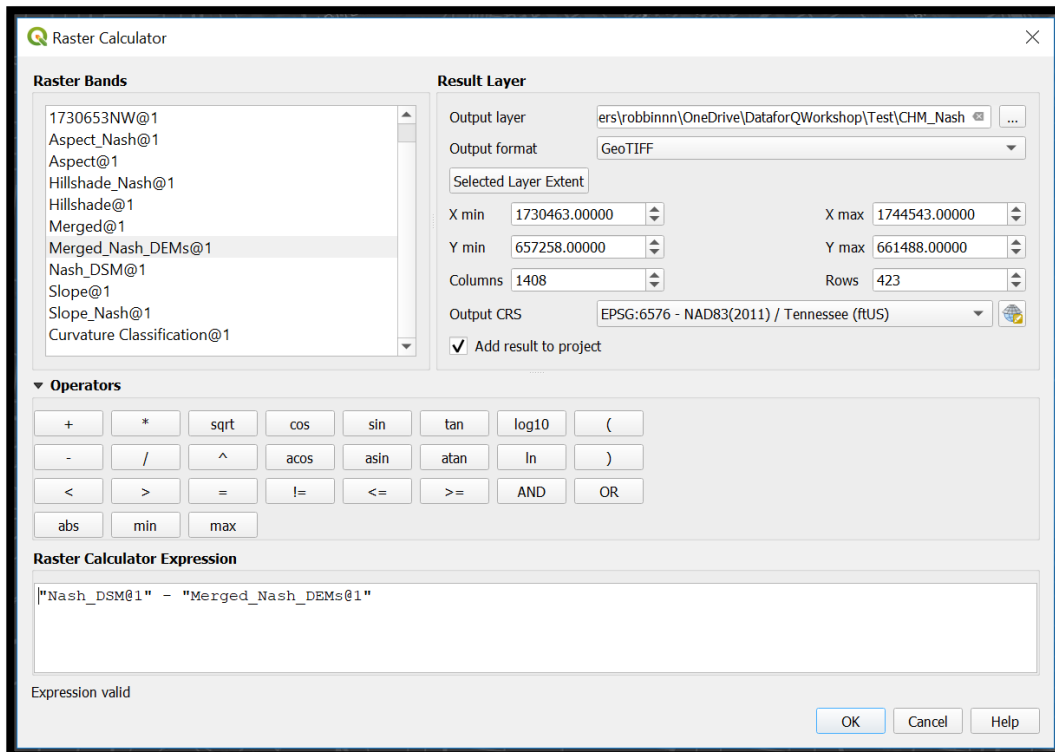 Raster Calculator
Raster Bands
1730653NW@1
Aspect_Nash@1
Aspect@1
Hillshade_Nash@1
Hillshade@1
Merged@1
Merged_Nash_DEMs@1
Nash_DSM@1
Slope@1
Slope_Nash@1
Curvature Classification@1
Result Layer
Output layer ers\robbinnn\OneDrive\DataforQWorkshop\Test\CHM_Nash ...
Output format GeoTIFF
Selected Layer Extent
X min 1730463.00000 X max 1744543.00000
Y min 657258.00000 Y max 661488.00000
Columns 1408 Rows 423
Output CRS EPSG:6576 - NAD83(2011) / Tennessee (ftUS)
Add result to project
Operators
+ * sqrt cos sin tan log10 (
- / ^ acos asin atan ln )
< > = != <= >= AND OR
abs min max
Raster Calculator Expression
"Nash_DSM@1" - "Merged_Nash_DEMs@1"
Expression valid
OK Cancel Help